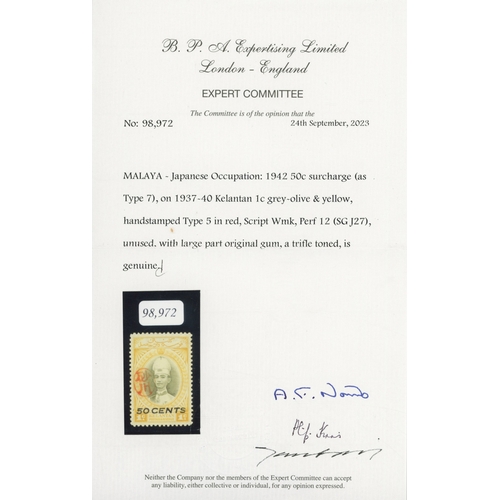 B. P. A. Expertising Limited
London - England
EXPERT COMMITTEE
The Committee is of the opinion that the
No: 98,972
24th September, 2023
MALAYA - Japanese Occupation: 1942 50c surcharge (as
Type 7), on 1937-40 Kelantan 1c grey-olive & yellow,
handstamped Type 5 in red, Script Wmk, Perf 12 (SG J27),
unused, with large part original gum, a trifle toned, is
genuine
98,972
50 CENTS
Neither the Company nor the members of the Expert Committee can accept
any liability, either collective or individual, for any opinion expressed.